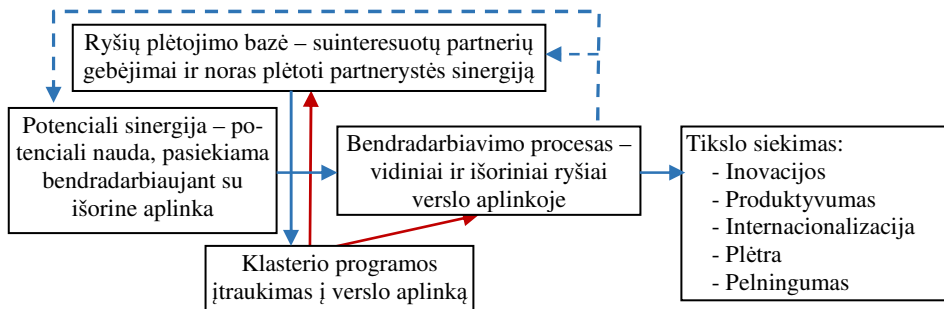 Ryšių plėtojimo bazė – suinteresuotų partnerių
gebėjimai ir noras plėtoti partnerystės sinergiją
Potenciali sinergija – po-
tenciali nauda, pasiekiama
bendradarbiaujant su
išorine aplinka
Bendradarbiavimo procesas –
vidiniai ir išoriniai ryšiai
verslo aplinkoje
Tikslo siekimas:
- Inovacijos
- Produktyvumas
- Internacionalizacija
- Plėtra
- Pelningumas
Klasterio programos
įtraukimas į verslo aplinką